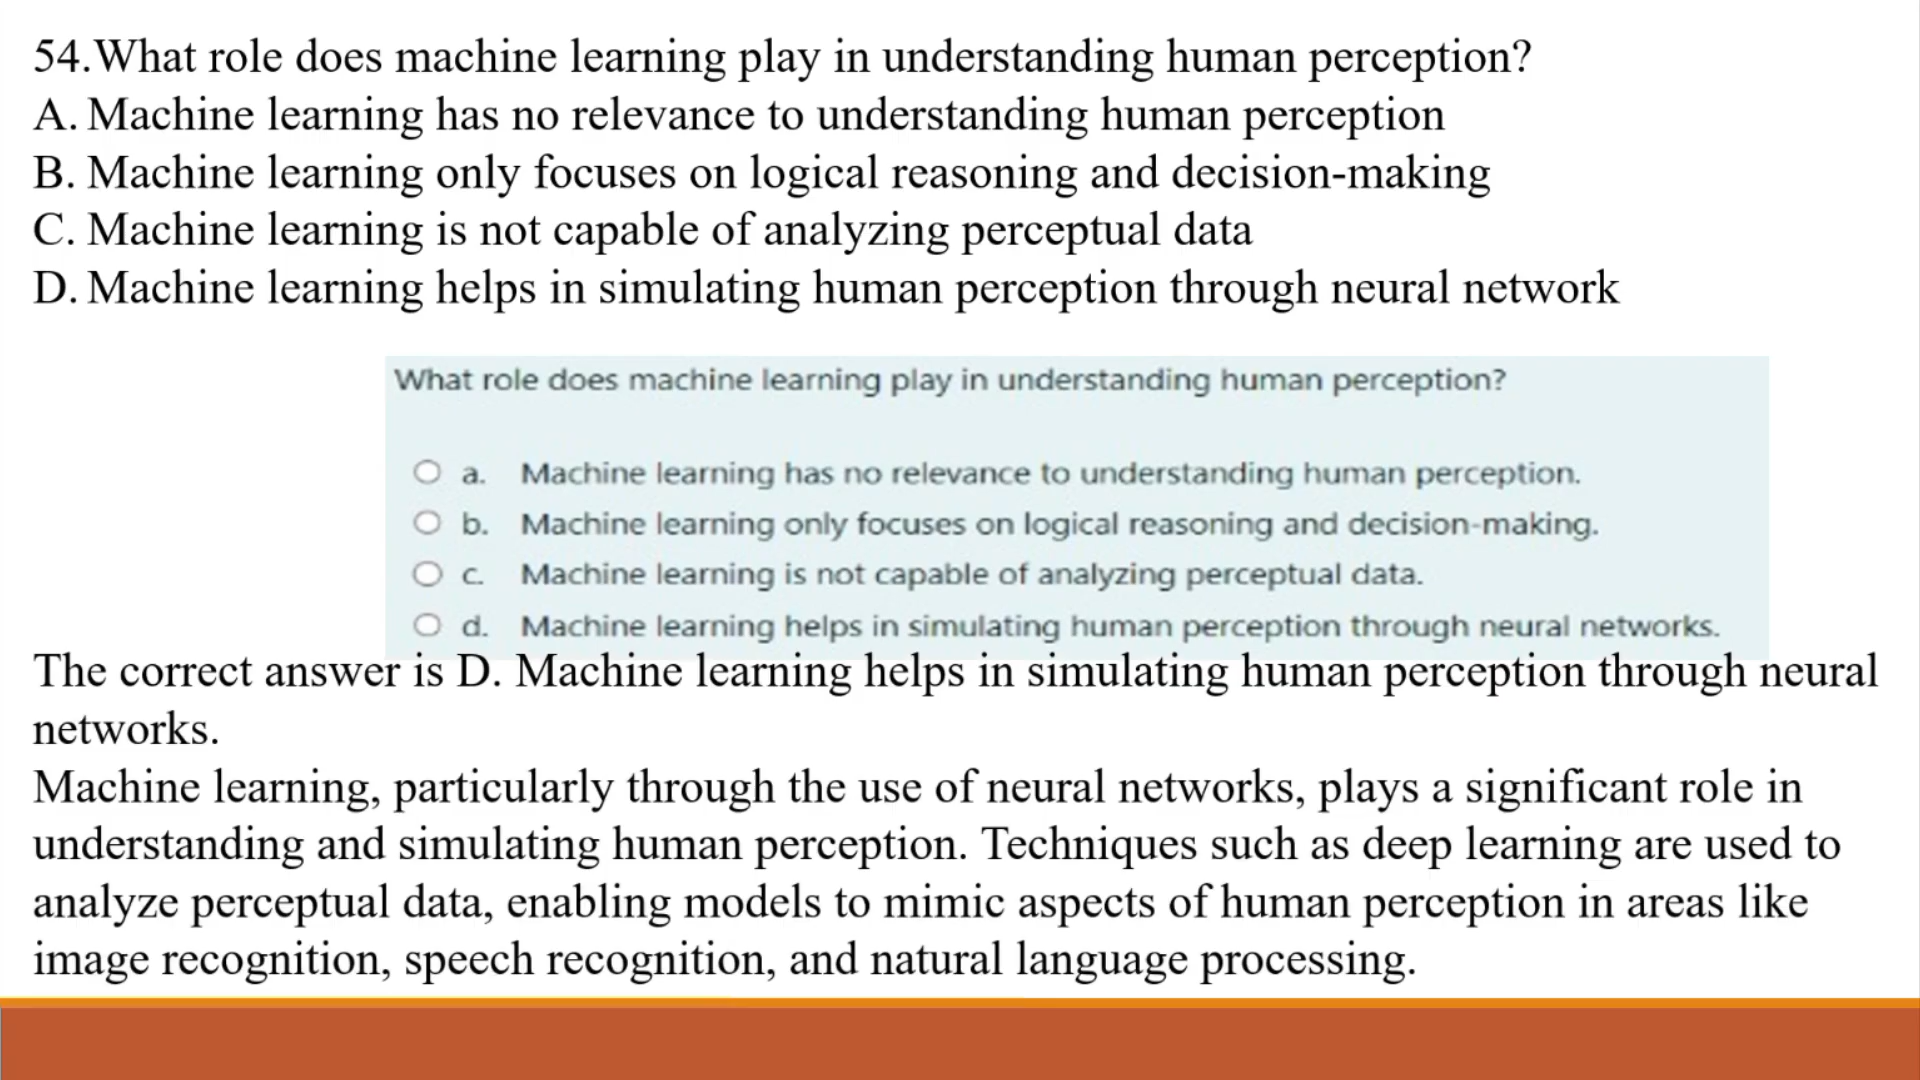 54.What role does machine learning play in understanding human perception?
A. Machine learning has no relevance to understanding human perception
B. Machine learning only focuses on logical reasoning and decision-making
C. Machine learning is not capable of analyzing perceptual data
D. Machine learning helps in simulating human perception through neural network
What role does machine learning play in understanding human perception?
a. Machine learning has no relevance to understanding human perception.
b. Machine learning only focuses on logical reasoning and decision-making.
c. Machine learning is not capable of analyzing perceptual data.
d. Machine learning helps in simulating human perception through neural networks.
The correct answer is D. Machine learning helps in simulating human perception through neural
networks.
Machine learning, particularly through the use of neural networks, plays a significant role in
understanding and simulating human perception. Techniques such as deep learning are used to
analyze perceptual data, enabling models to mimic aspects of human perception in areas like
image recognition, speech recognition, and natural language processing.